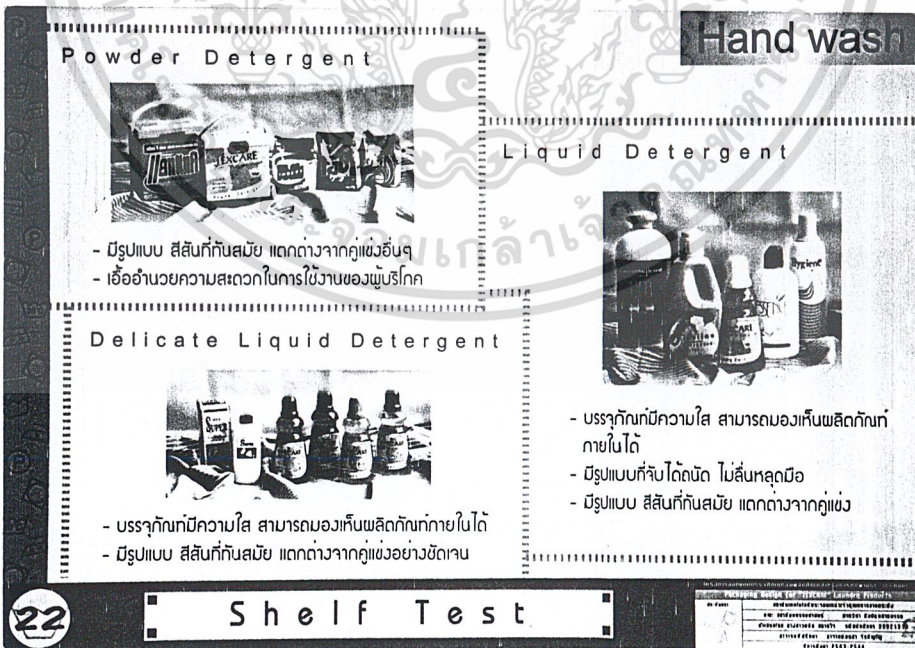 Hand wash
Powder Detergent
TEXCARE
- มีรูปแบบ สีสันที่ทันสมัย แตกต่างจากคู่แข่งอื่นๆ
- เอื้ออำนวยความสะดวกในการใช้งานของผู้บริโภค
Liquid Detergent
Hygiene
- บรรจุภัณฑ์มีความใส สามารถมองเห็นผลิตภัณฑ์
ภายในได้
- มีรูปแบบที่จับได้ถนัด ไม่ลื่นหลุดมือ
- มีรูปแบบ สีสันที่ทันสมัย แตกต่างจากคู่แข่ง
Delicate Liquid Detergent
- บรรจุภัณฑ์มีความใส สามารถมองเห็นผลิตภัณฑ์ภายในได้
- มีรูปแบบ สีสันที่ทันสมัย แตกต่างจากคู่แข่งอย่างชัดเจน
22
Shelf Test
Packaging Design for "TEXCARE" Laundry Products